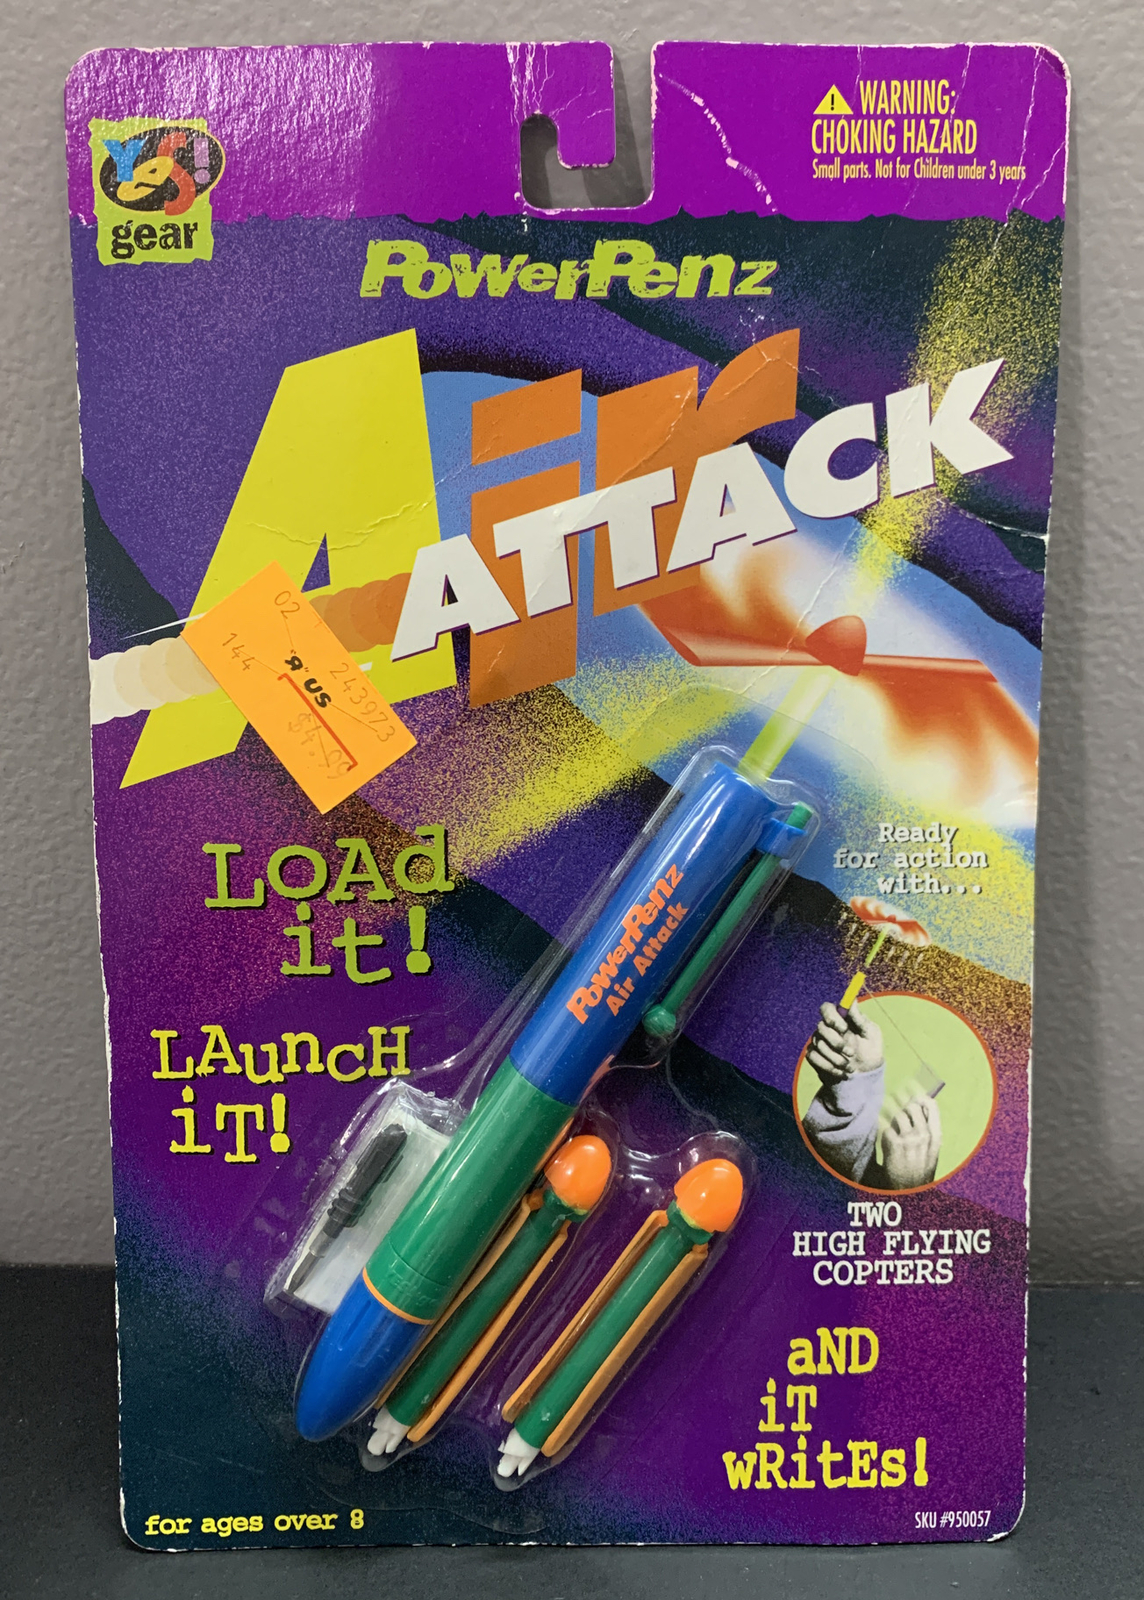 YES!
gear
WARNING:
CHOKING HAZARD
Small parts. Not for Children under 3 years
PowerPenz
Air
ATTACK
02
144
"R" US
243973
LoAd
it!
LAuncH
iT!
PowerPenz
Air Attack
Ready
for action
with...
TWO
HIGH FLYING
COPTERS
aND
iT
wRitEs!
for ages over 8
SKU #950057